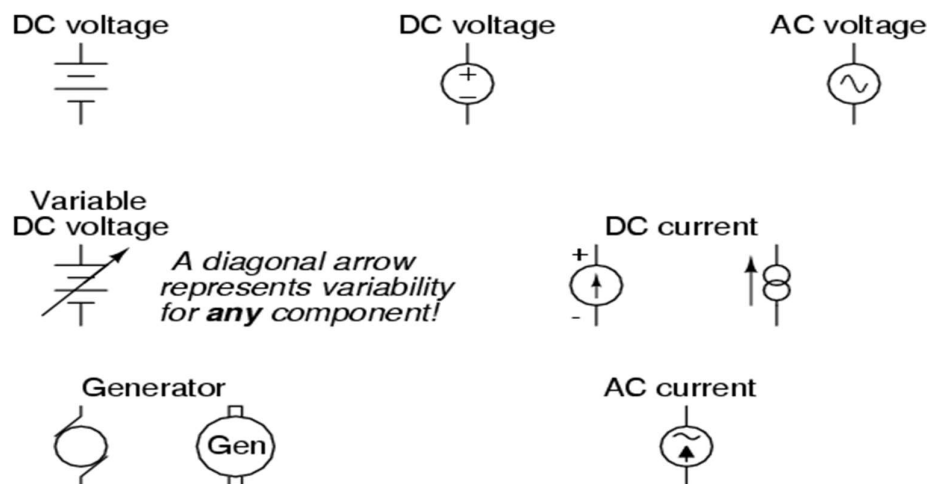 DC voltage
DC voltage
AC voltage
+
−
Variable
DC voltage
A diagonal arrow
represents variability
for any component!
DC current
+
-
Generator
Gen
AC current